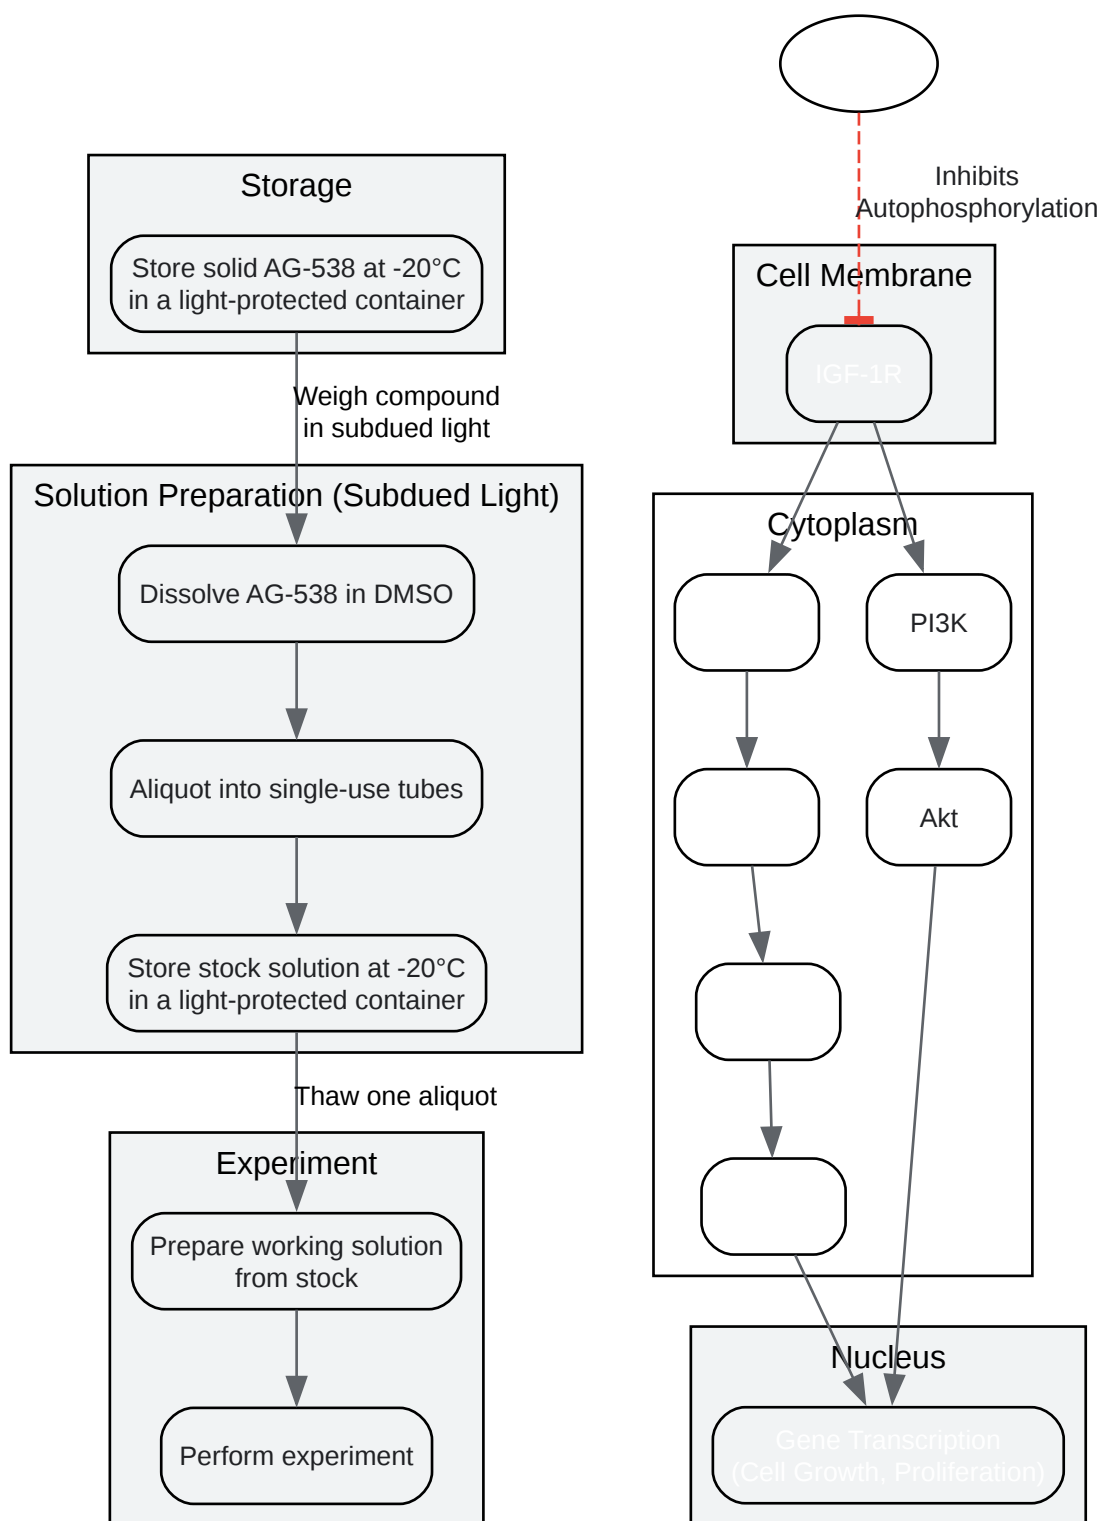 Storage
Store solid AG-538 at -20°C
in a light-protected container
Weigh compound
in subdued light
Solution Preparation (Subdued Light)
Dissolve AG-538 in DMSO
Aliquot into single-use tubes
Store stock solution at -20°C
in a light-protected container
Thaw one aliquot
Experiment
Prepare working solution
from stock
Perform experiment
Inhibits
Autophosphorylation
Cell Membrane
IGF-1R
Cytoplasm
PI3K
Akt
Nucleus
Gene Transcription
(Cell Growth, Proliferation)